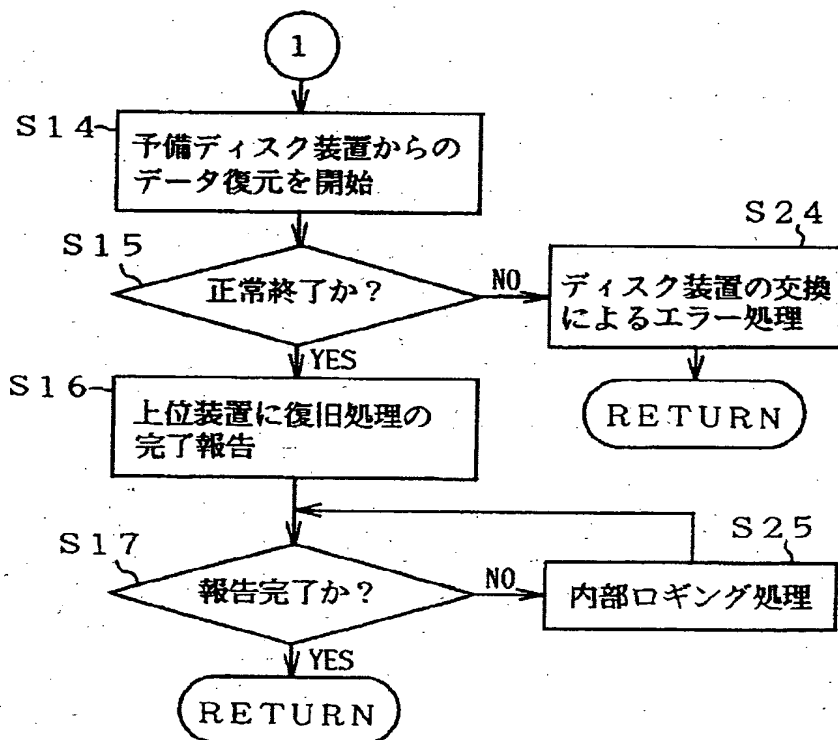 1
S14
予備ディスク装置からの
データ復元を開始
S15
正常終了か?
NO
YES
S24
ディスク装置の交換
によるエラー処理
RETURN
S16
上位装置に復旧処理の
完了報告
S17
報告完了か?
NO
YES
S25
内部ロギング処理
RETURN